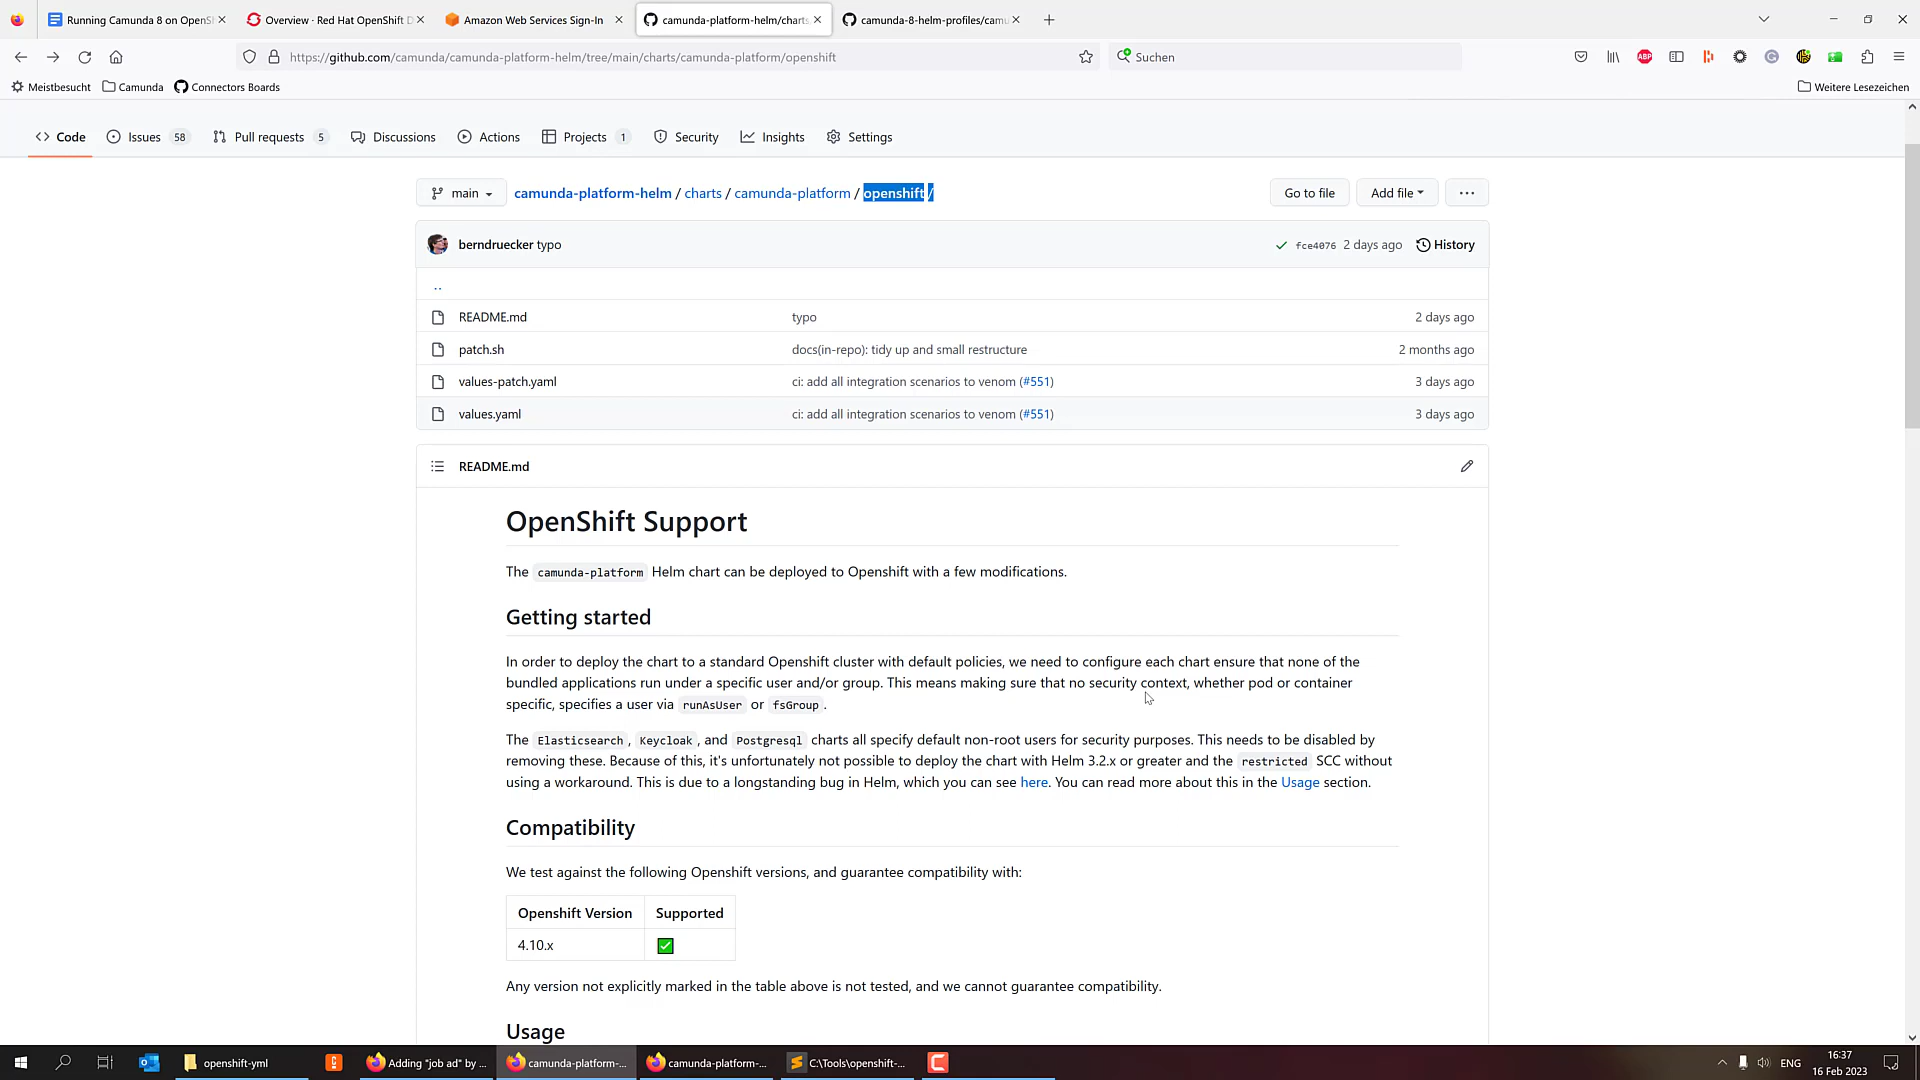 Running Camunda 8 on OpenS
Overview · Red Hat OpenShift D
Amazon Web Services Sign-In
camunda-platform-helm/charts
camunda-8-helm-profiles/camu
https://github.com/camunda/camunda-platform-helm/tree/main/charts/camunda-platform/openshift
Suchen
Meistbesucht
Camunda
Connectors Boards
Weitere Lesezeichen
Code
Issues 58
Pull requests 5
Discussions
Actions
Projects 1
Security
Insights
Settings
main
camunda-platform-helm / charts / camunda-platform / openshift /
Go to file
Add file
berndruecker typo
fce4076 2 days ago
History
..
README.md typo 2 days ago
patch.sh docs(in-repo): tidy up and small restructure 2 months ago
values-patch.yaml ci: add all integration scenarios to venom (#551) 3 days ago
values.yaml ci: add all integration scenarios to venom (#551) 3 days ago
README.md
OpenShift Support
The camunda-platform Helm chart can be deployed to Openshift with a few modifications.
Getting started
In order to deploy the chart to a standard Openshift cluster with default policies, we need to configure each chart ensure that none of the
bundled applications run under a specific user and/or group. This means making sure that no security context, whether pod or container
specific, specifies a user via runAsUser or fsGroup.
The Elasticsearch, Keycloak, and Postgresql charts all specify default non-root users for security purposes. This needs to be disabled by
removing these. Because of this, it's unfortunately not possible to deploy the chart with Helm 3.2.x or greater and the restricted SCC without
using a workaround. This is due to a longstanding bug in Helm, which you can see here. You can read more about this in the Usage section.
Compatibility
We test against the following Openshift versions, and guarantee compatibility with:
Openshift Version Supported
4.10.x
Any version not explicitly marked in the table above is not tested, and we cannot guarantee compatibility.
Usage
openshift-yml
Adding "job ad" by ...
camunda-platform-...
camunda-platform-...
C:\Tools\openshift-...
ENG
16:37
16 Feb 2023